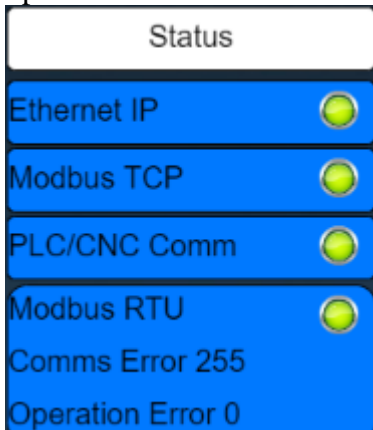 Status
Ethernet IP
Modbus TCP
PLC/CNC Comm
Modbus RTU
Comms Error 255
Operation Error 0